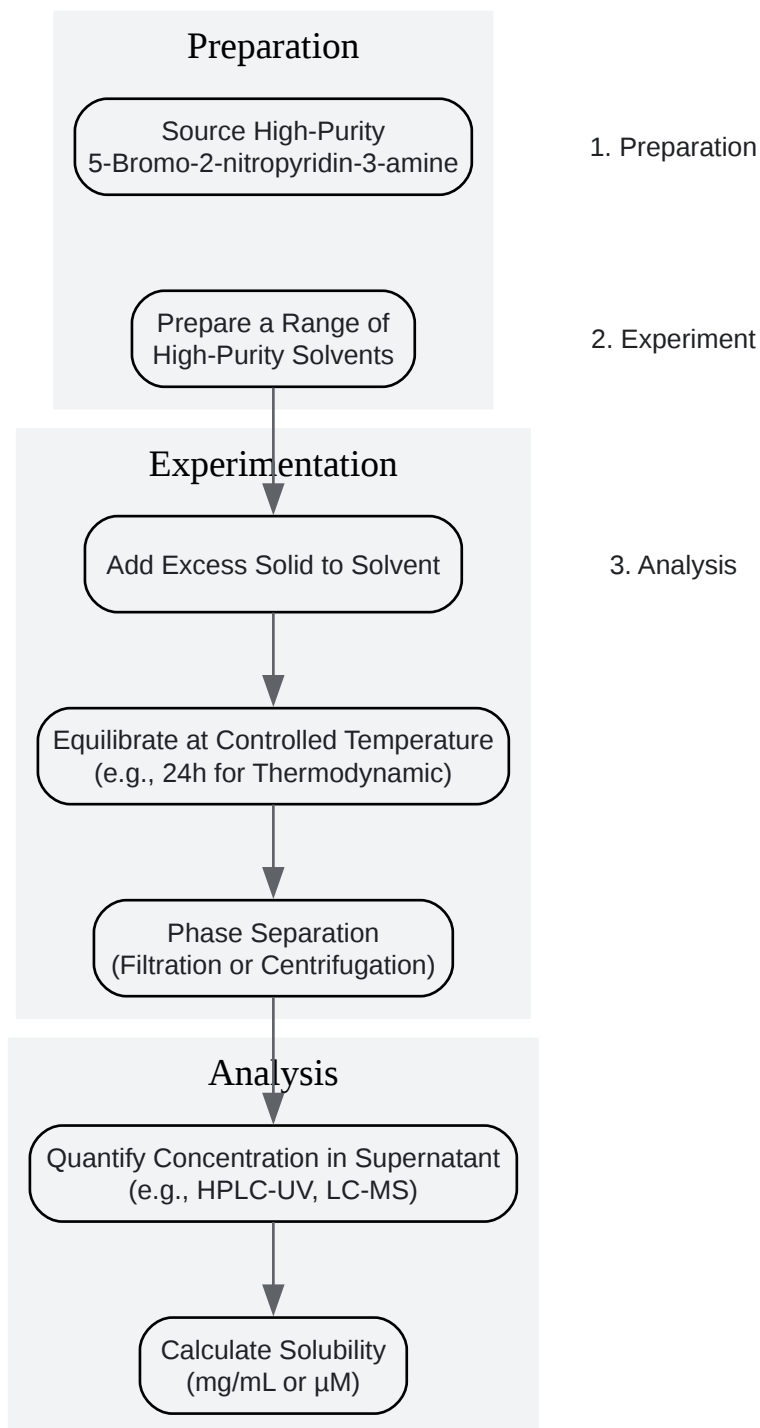 Preparation
Source High-Purity
5-Bromo-2-nitropyridin-3-amine
1. Preparation
Prepare a Range of
High-Purity Solvents
2. Experiment
Experimentation
Add Excess Solid to Solvent
3. Analysis
Equilibrate at Controlled Temperature
(e.g., 24h for Thermodynamic)
Phase Separation
(Filtration or Centrifugation)
Analysis
Quantify Concentration in Supernatant
(e.g., HPLC-UV, LC-MS)
Calculate Solubility
(mg/mL or µM)